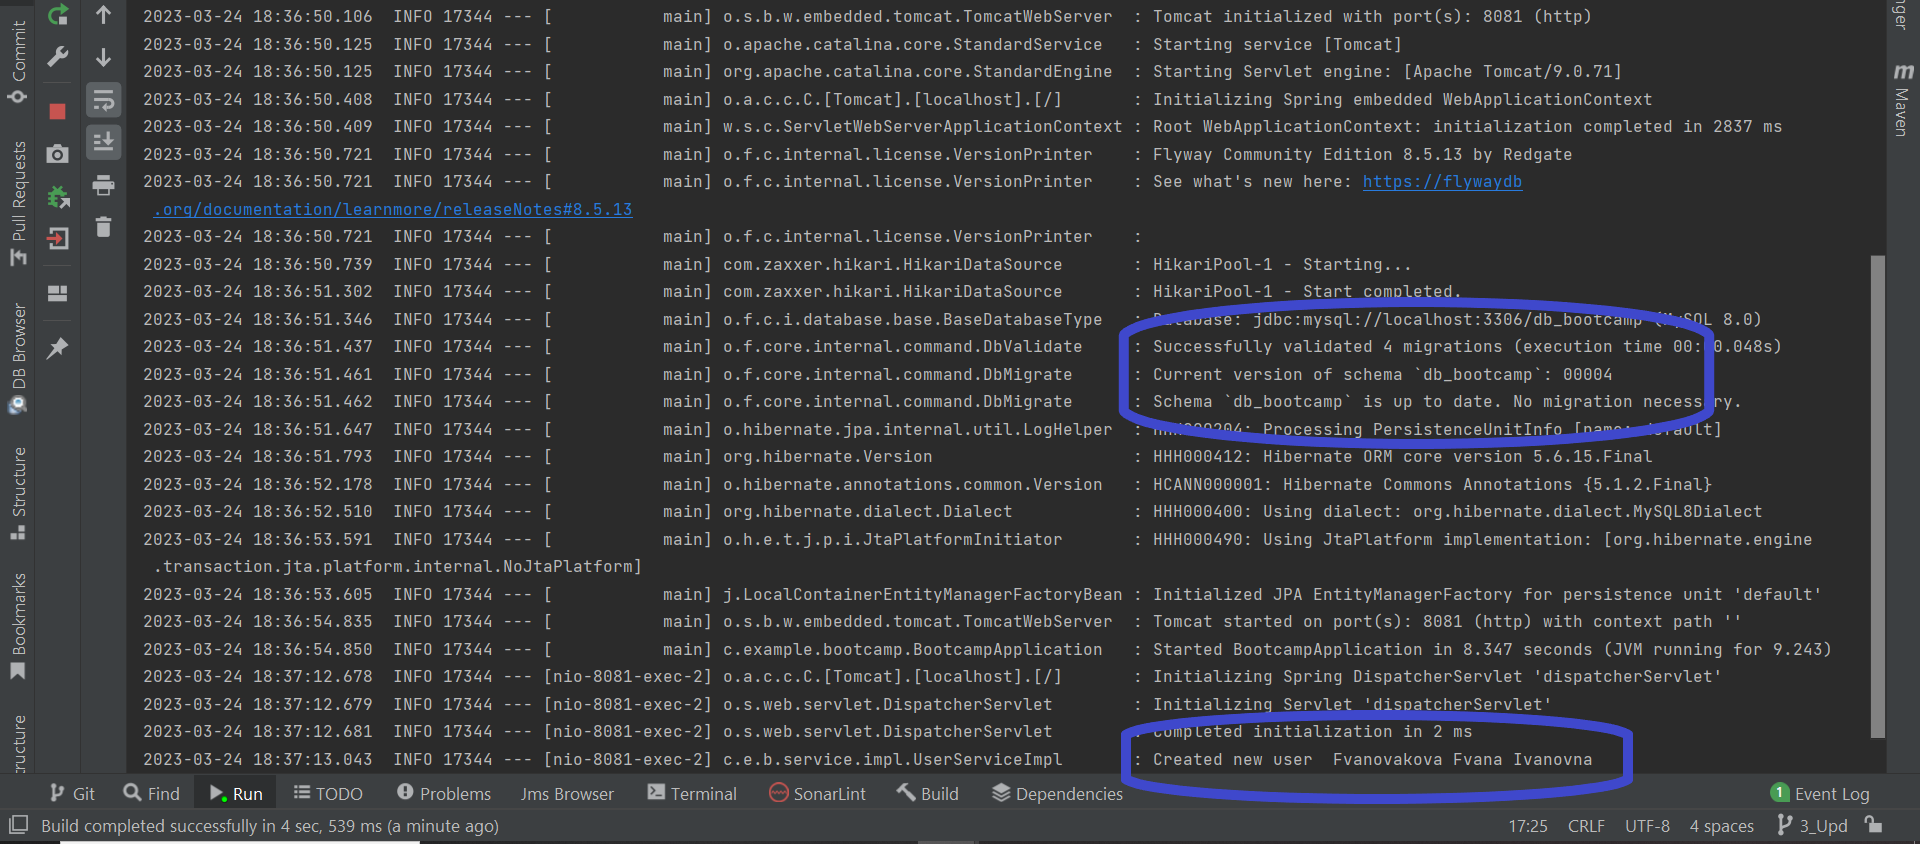 2023-03-24 18:36:50.106  INFO 17344 --- [           main] o.s.b.w.embedded.tomcat.TomcatWebServer  : Tomcat initialized with port(s): 8081 (http)
2023-03-24 18:36:50.125  INFO 17344 --- [           main] o.apache.catalina.core.StandardService   : Starting service [Tomcat]
2023-03-24 18:36:50.125  INFO 17344 --- [           main] org.apache.catalina.core.StandardEngine  : Starting Servlet engine: [Apache Tomcat/9.0.71]
2023-03-24 18:36:50.408  INFO 17344 --- [           main] o.a.c.c.C.[Tomcat].[localhost].[/]       : Initializing Spring embedded WebApplicationContext
2023-03-24 18:36:50.409  INFO 17344 --- [           main] w.s.c.ServletWebServerApplicationContext : Root WebApplicationContext: initialization completed in 2837 ms
2023-03-24 18:36:50.721  INFO 17344 --- [           main] o.f.c.internal.license.VersionPrinter    : Flyway Community Edition 8.5.13 by Redgate
2023-03-24 18:36:50.721  INFO 17344 --- [           main] o.f.c.internal.license.VersionPrinter    : See what's new here: https://flywaydb
.org/documentation/learnmore/releaseNotes#8.5.13
2023-03-24 18:36:50.721  INFO 17344 --- [           main] o.f.c.internal.license.VersionPrinter    :
2023-03-24 18:36:50.739  INFO 17344 --- [           main] com.zaxxer.hikari.HikariDataSource       : HikariPool-1 - Starting...
2023-03-24 18:36:51.302  INFO 17344 --- [           main] com.zaxxer.hikari.HikariDataSource       : HikariPool-1 - Start completed.
2023-03-24 18:36:51.346  INFO 17344 --- [           main] o.f.c.i.database.base.BaseDatabaseType   : Database: jdbc:mysql://localhost:3306/db_bootcamp (MySQL 8.0)
2023-03-24 18:36:51.437  INFO 17344 --- [           main] o.f.core.internal.command.DbValidate     : Successfully validated 4 migrations (execution time 00:00.048s)
2023-03-24 18:36:51.461  INFO 17344 --- [           main] o.f.core.internal.command.DbMigrate      : Current version of schema `db_bootcamp`: 00004
2023-03-24 18:36:51.462  INFO 17344 --- [           main] o.f.core.internal.command.DbMigrate      : Schema `db_bootcamp` is up to date. No migration necessary.
2023-03-24 18:36:51.647  INFO 17344 --- [           main] o.hibernate.jpa.internal.util.LogHelper  : HHH000204: Processing PersistenceUnitInfo [name: default]
2023-03-24 18:36:51.793  INFO 17344 --- [           main] org.hibernate.Version                    : HHH000412: Hibernate ORM core version 5.6.15.Final
2023-03-24 18:36:52.178  INFO 17344 --- [           main] o.hibernate.annotations.common.Version   : HCANN000001: Hibernate Commons Annotations {5.1.2.Final}
2023-03-24 18:36:52.510  INFO 17344 --- [           main] org.hibernate.dialect.Dialect            : HHH000400: Using dialect: org.hibernate.dialect.MySQL8Dialect
2023-03-24 18:36:53.591  INFO 17344 --- [           main] o.h.e.t.j.p.i.JtaPlatformInitiator       : HHH000490: Using JtaPlatform implementation: [org.hibernate.engine
.transaction.jta.platform.internal.NoJtaPlatform]
2023-03-24 18:36:53.605  INFO 17344 --- [           main] j.LocalContainerEntityManagerFactoryBean : Initialized JPA EntityManagerFactory for persistence unit 'default'
2023-03-24 18:36:54.835  INFO 17344 --- [           main] o.s.b.w.embedded.tomcat.TomcatWebServer  : Tomcat started on port(s): 8081 (http) with context path ''
2023-03-24 18:36:54.850  INFO 17344 --- [           main] c.example.bootcamp.BootcampApplication   : Started BootcampApplication in 8.347 seconds (JVM running for 9.243)
2023-03-24 18:37:12.678  INFO 17344 --- [nio-8081-exec-2] o.a.c.c.C.[Tomcat].[localhost].[/]       : Initializing Spring DispatcherServlet 'dispatcherServlet'
2023-03-24 18:37:12.679  INFO 17344 --- [nio-8081-exec-2] o.s.web.servlet.DispatcherServlet        : Initializing Servlet 'dispatcherServlet'
2023-03-24 18:37:12.681  INFO 17344 --- [nio-8081-exec-2] o.s.web.servlet.DispatcherServlet        : Completed initialization in 2 ms
2023-03-24 18:37:13.043  INFO 17344 --- [nio-8081-exec-2] c.e.b.service.impl.UserServiceImpl       : Created new user  Fvanovakova Fvana Ivanovna
Commit
Pull Requests
DB Browser
Structure
Bookmarks
ructure
nger
m
Maven
Git
Find
Run
TODO
Problems
Jms Browser
Terminal
SonarLint
Build
Dependencies
1 Event Log
Build completed successfully in 4 sec, 539 ms (a minute ago)
17:25
CRLF
UTF-8
4 spaces
3_Upd